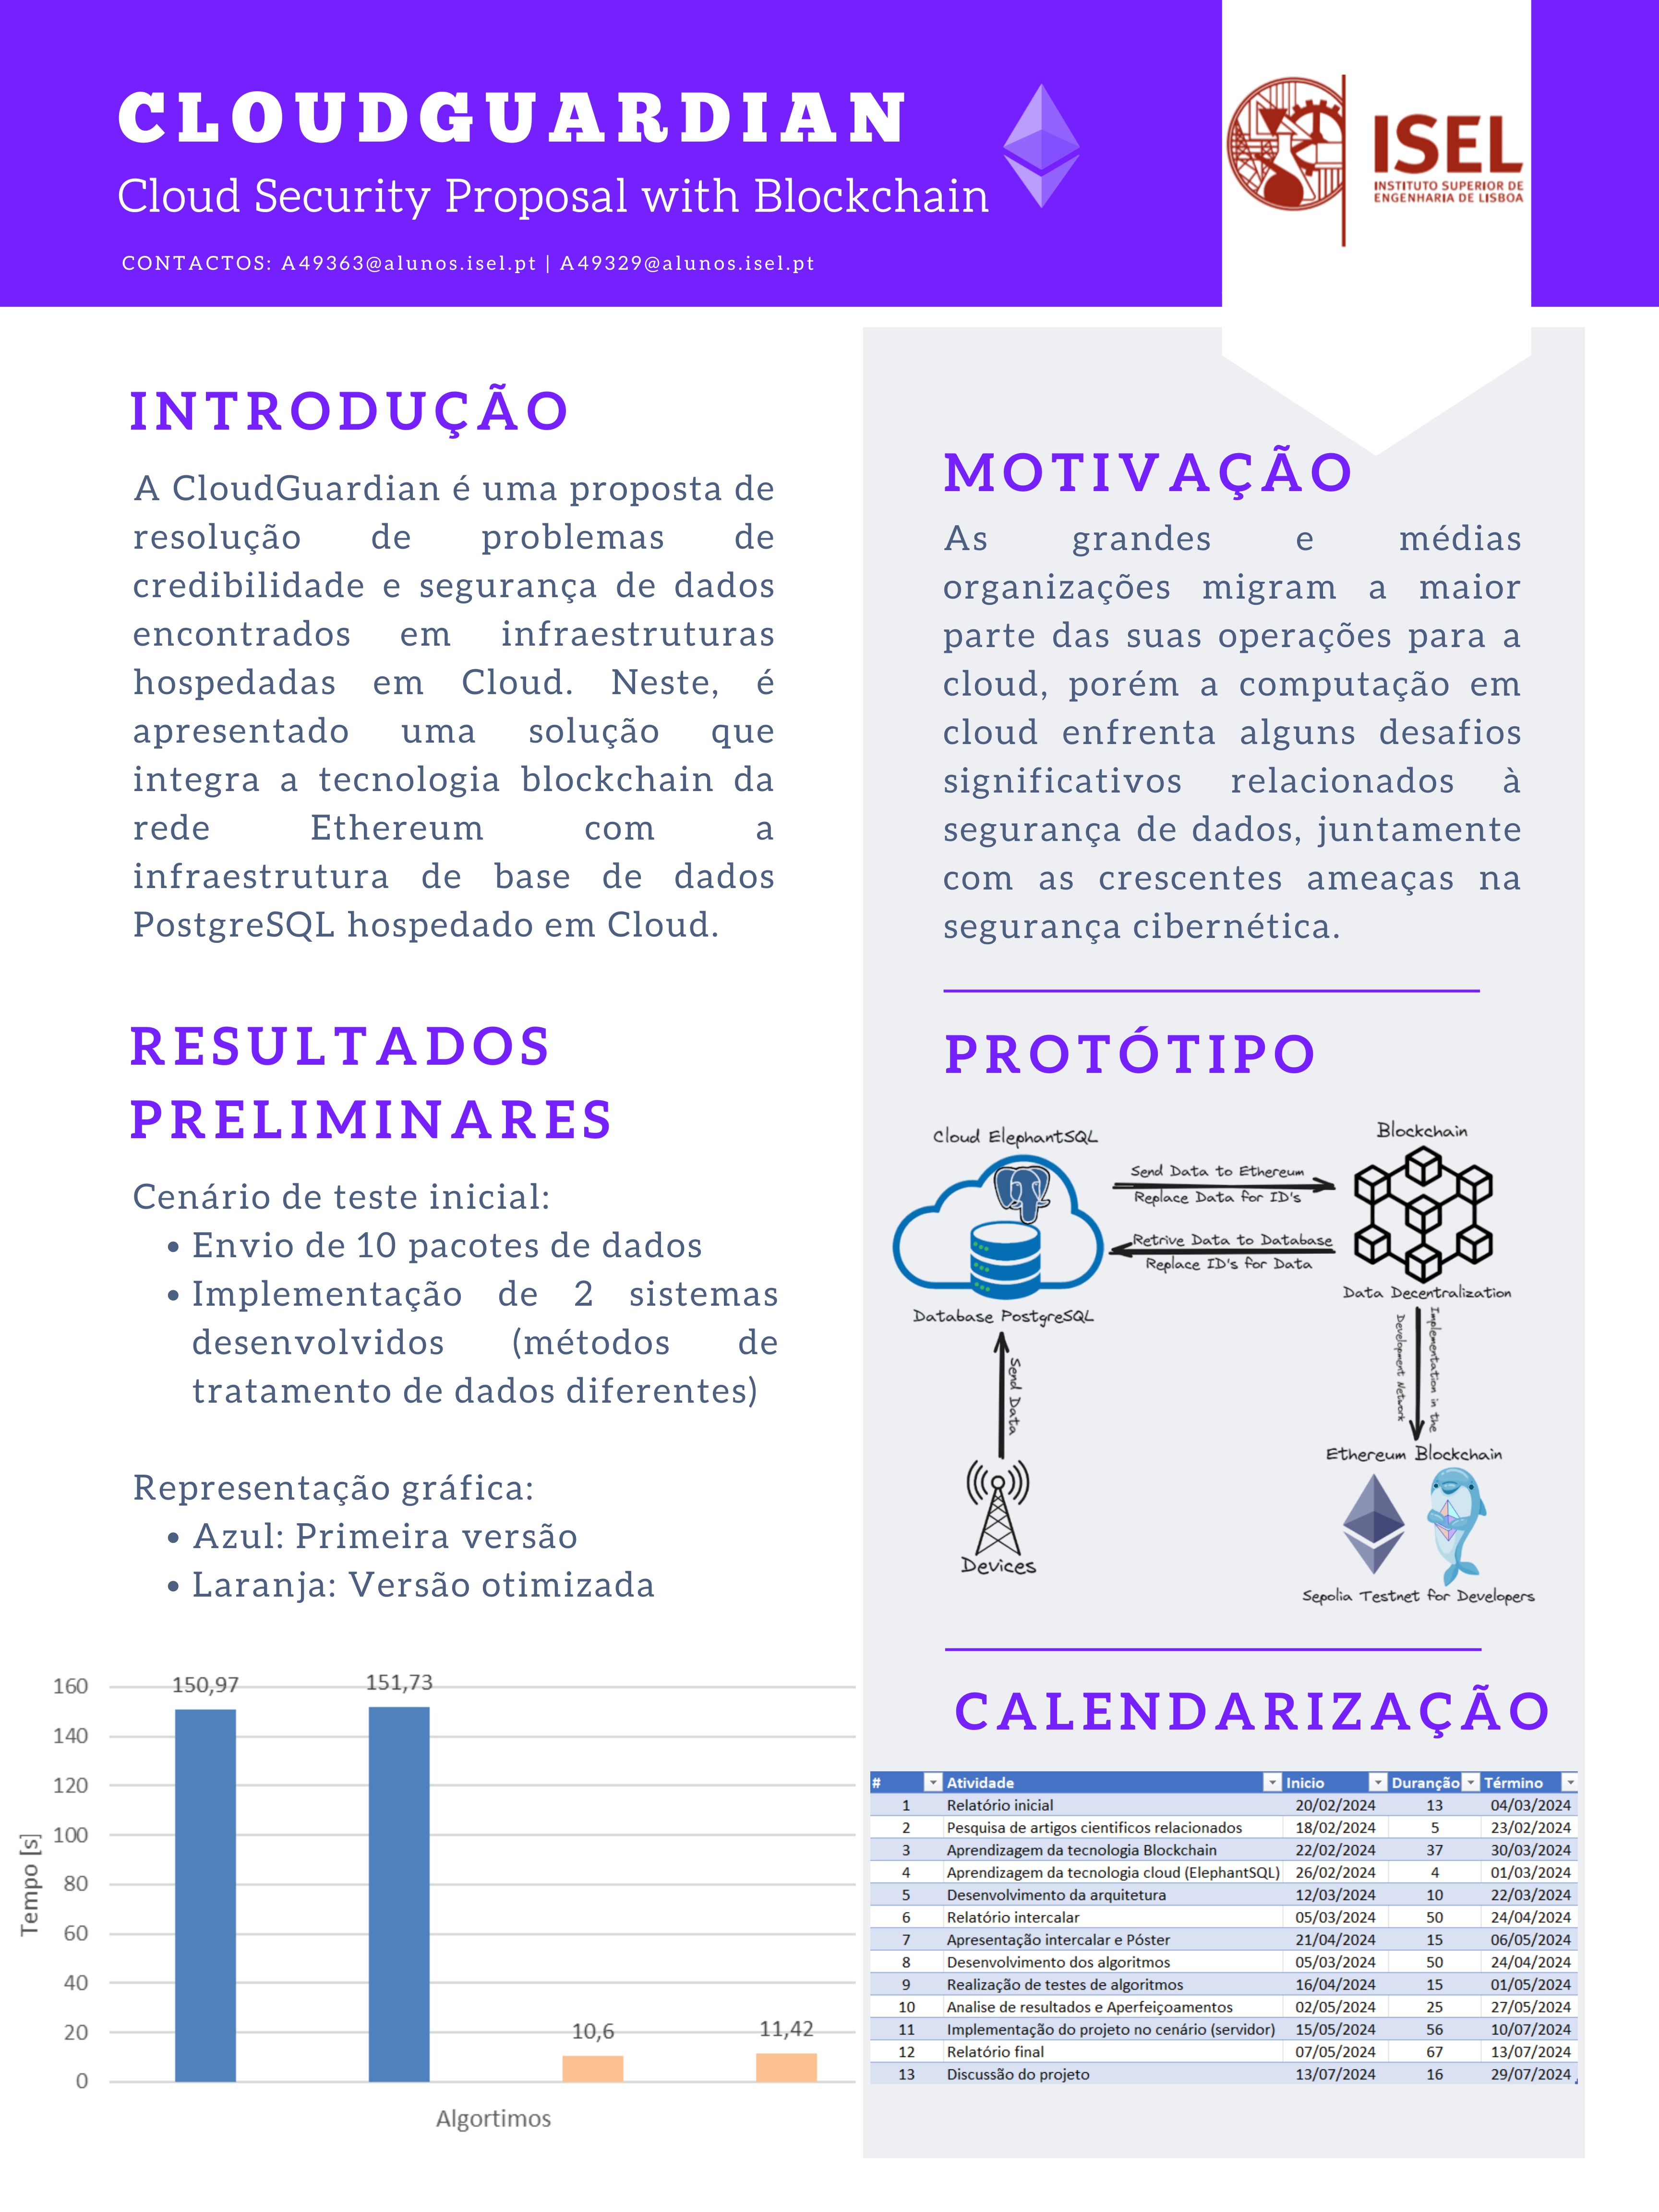 CLOUDGUARDIAN
Cloud Security Proposal with Blockchain
CONTACTOS: A49363@alunos.isel.pt | A49329@alunos.isel.pt
ISEL
INSTITUTO SUPERIOR DE
ENGENHARIA DE LISBOA
INTRODUÇÃO
A CloudGuardian é uma proposta de
resolução de problemas de
credibilidade e segurança de dados
encontrados em infraestruturas
hospedadas em Cloud. Neste, é
apresentado uma solução que
integra a tecnologia blockchain da
rede Ethereum com a
infraestrutura de base de dados
PostgreSQL hospedado em Cloud.
RESULTADOS
PRELIMINARES
Cenário de teste inicial:
• Envio de 10 pacotes de dados
• Implementação de 2 sistemas
desenvolvidos (métodos de
tratamento de dados diferentes)
Representação gráfica:
• Azul: Primeira versão
• Laranja: Versão otimizada
160
140
120
100
80
60
40
20
0
Tempo [s]
150,97
151,73
10,6
11,42
Algortimos
MOTIVAÇÃO
As grandes e médias
organizações migram a maior
parte das suas operações para a
cloud, porém a computação em
cloud enfrenta alguns desafios
significativos relacionados à
segurança de dados, juntamente
com as crescentes ameaças na
segurança cibernética.
PROTÓTIPO
Cloud ElephantSQL
Blockchain
Send Data to Ethereum
Replace Data for ID's
Retrive Data to Database
Replace ID's for Data
Database PostgreSQL
Data Decentralization
Send Data
Implementation in the
Development Network
Devices
Ethereum Blockchain
Sepolia Testnet for Developers
CALENDARIZAÇÃO
# Atividade Inicio Duranção Término
1 Relatório inicial 20/02/2024 13 04/03/2024
2 Pesquisa de artigos cientificos relacionados 18/02/2024 5 23/02/2024
3 Aprendizagem da tecnologia Blockchain 22/02/2024 37 30/03/2024
4 Aprendizagem da tecnologia cloud (ElephantSQL) 26/02/2024 4 01/03/2024
5 Desenvolvimento da arquitetura 12/03/2024 10 22/03/2024
6 Relatório intercalar 05/03/2024 50 24/04/2024
7 Apresentação intercalar e Póster 21/04/2024 15 06/05/2024
8 Desenvolvimento dos algoritmos 05/03/2024 50 24/04/2024
9 Realização de testes de algoritmos 16/04/2024 15 01/05/2024
10 Analise de resultados e Aperfeiçoamentos 02/05/2024 25 27/05/2024
11 Implementação do projeto no cenário (servidor) 15/05/2024 56 10/07/2024
12 Relatório final 07/05/2024 67 13/07/2024
13 Discussão do projeto 13/07/2024 16 29/07/2024